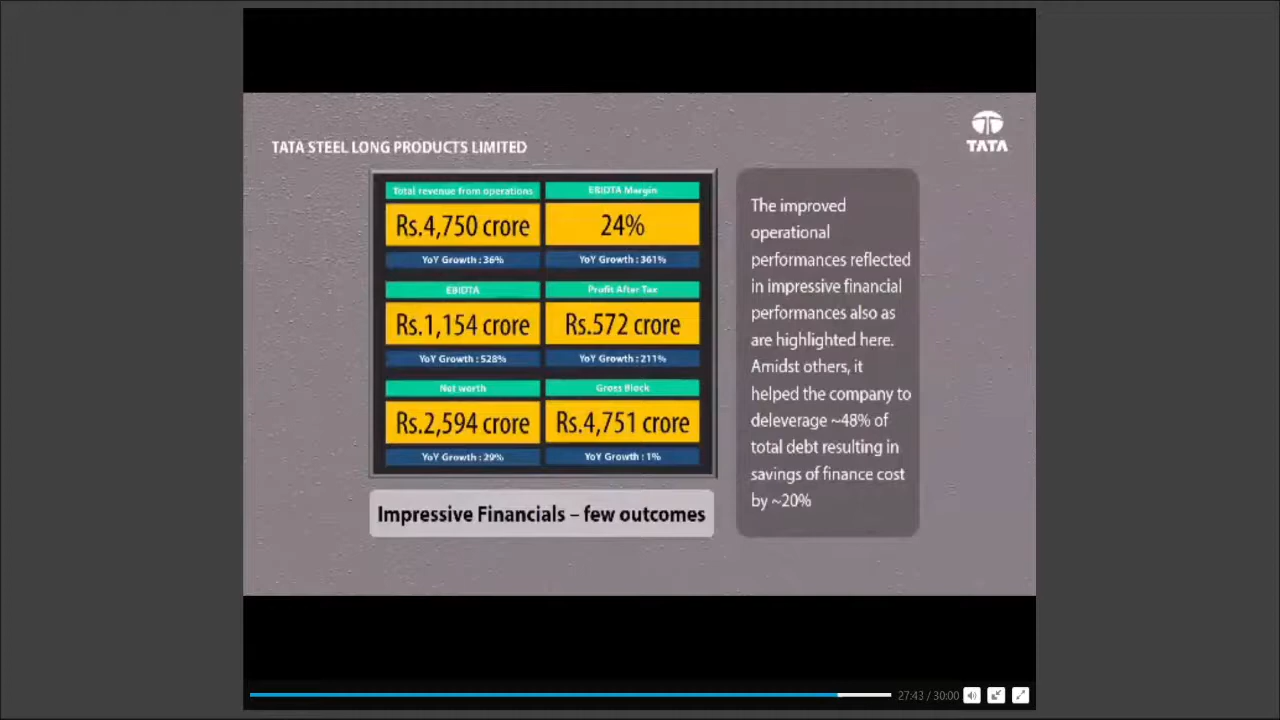 TATA STEEL LONG PRODUCTS LIMITED
TATA
Total revenue from operations
Rs.4,750 crore
YoY Growth : 36%
EBIDTA Margin
24%
YoY Growth : 361%
EBIDTA
Rs.1,154 crore
YoY Growth : 528%
Profit After Tax
Rs.572 crore
YoY Growth : 211%
Net worth
Rs.2,594 crore
YoY Growth : 29%
Gross Block
Rs.4,751 crore
YoY Growth : 1%
Impressive Financials – few outcomes
The improved
operational
performances reflected
in impressive financial
performances also as
are highlighted here.
Amidst others, it
helped the company to
deleverage ~48% of
total debt resulting in
savings of finance cost
by ~20%
27:43 / 30:00